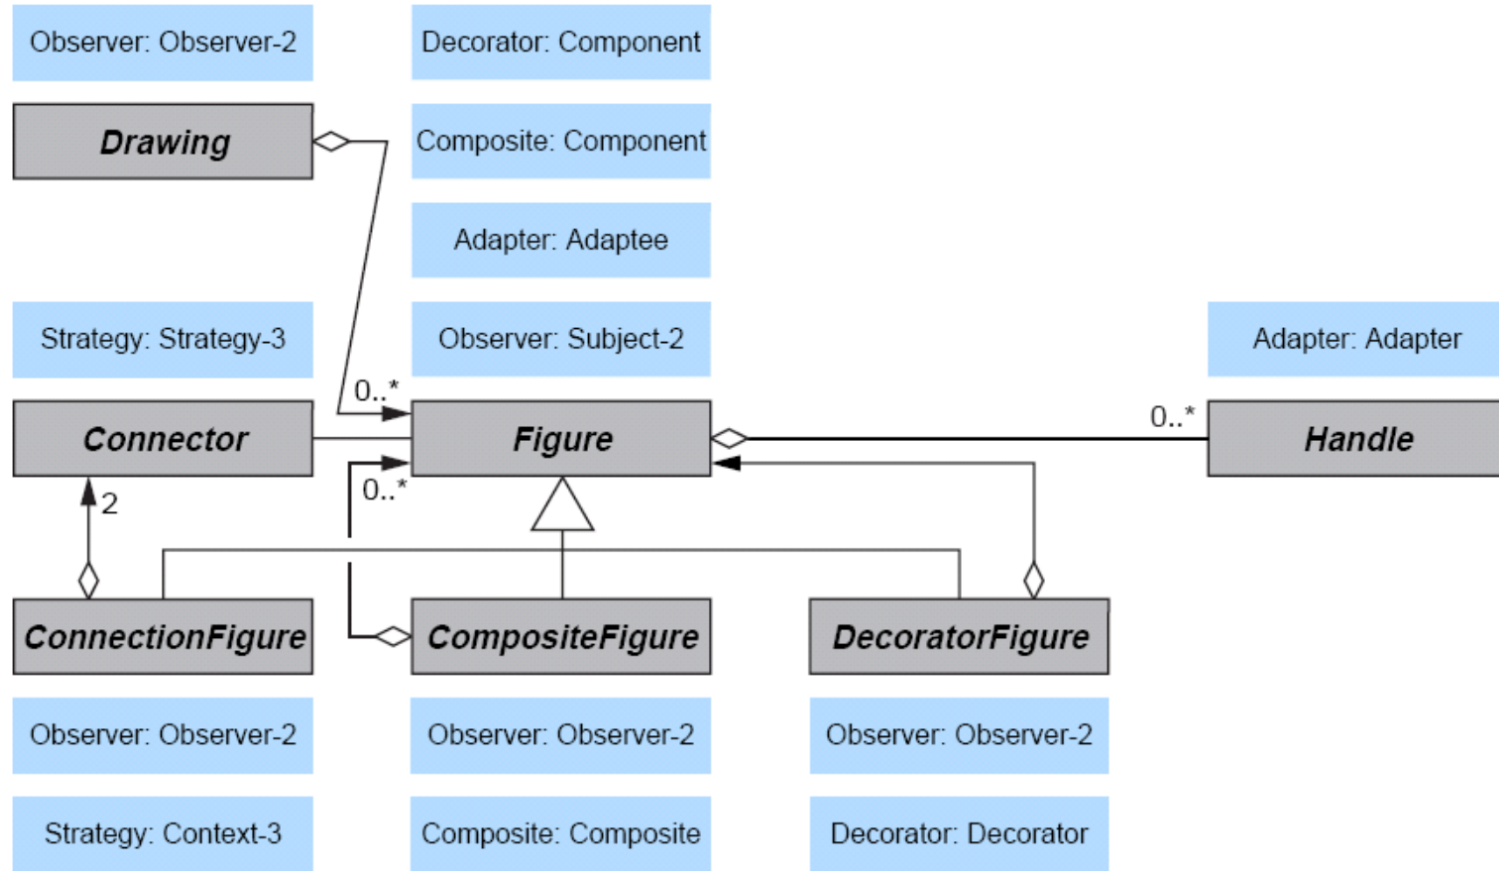 Observer: Observer-2
Decorator: Component
Drawing
Composite: Component
Adapter: Adaptee
Strategy: Strategy-3
Observer: Subject-2
Adapter: Adapter
0..*
0..*
Connector
Figure
Handle
0..*
2
ConnectionFigure
CompositeFigure
DecoratorFigure
Observer: Observer-2
Observer: Observer-2
Observer: Observer-2
Strategy: Context-3
Composite: Composite
Decorator: Decorator